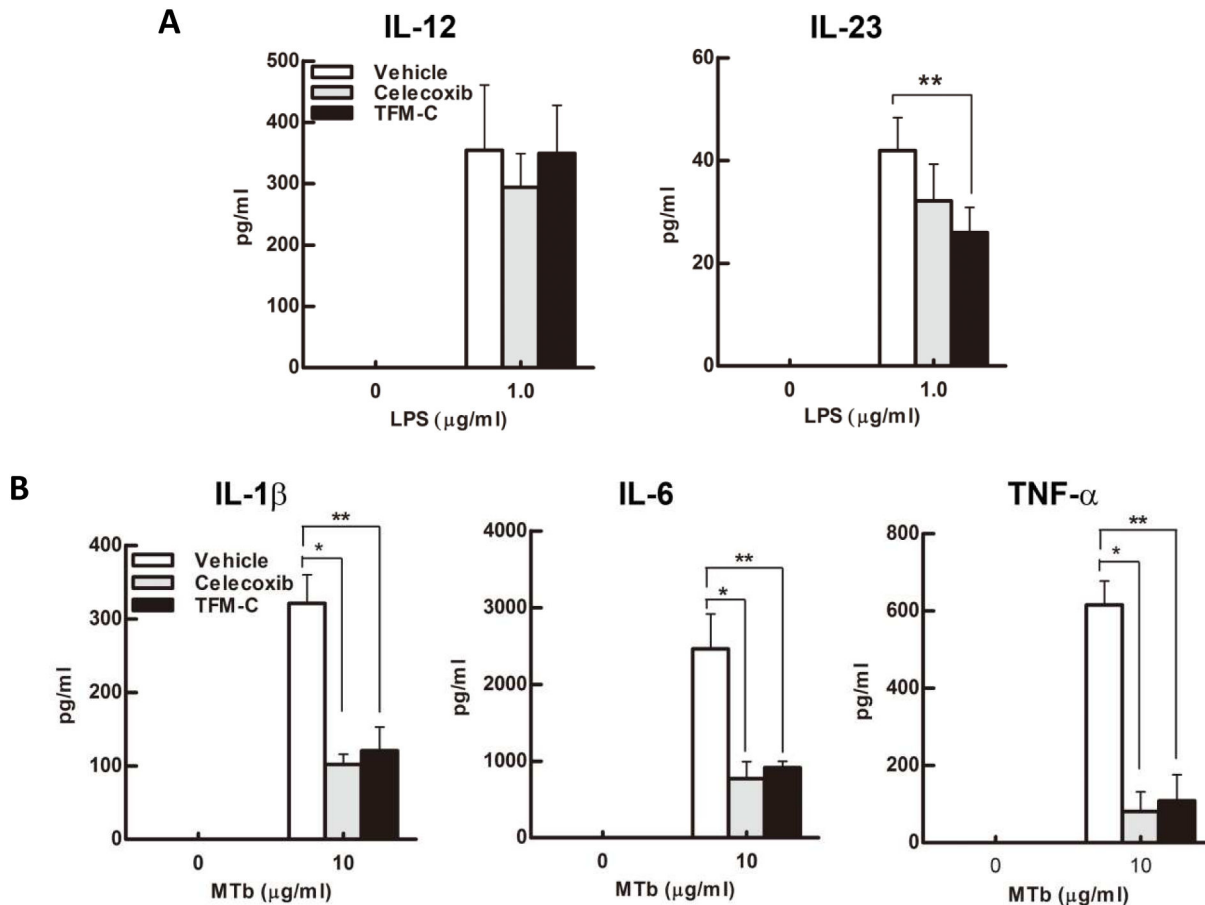 A
IL-12
500
400
300
200
100
0
pg/ml
Vehicle
Celecoxib
TFM-C
0
1.0
LPS (μg/ml)
IL-23
60
40
20
0
pg/ml
**
0
1.0
LPS (μg/ml)
B
IL-1β
400
300
200
100
0
pg/ml
Vehicle
Celecoxib
TFM-C
**
*
0
10
MTb (μg/ml)
IL-6
4000
3000
2000
1000
0
pg/ml
**
*
0
10
MTb (μg/ml)
TNF-α
800
600
400
200
0
pg/ml
**
*
0
10
MTb (μg/ml)